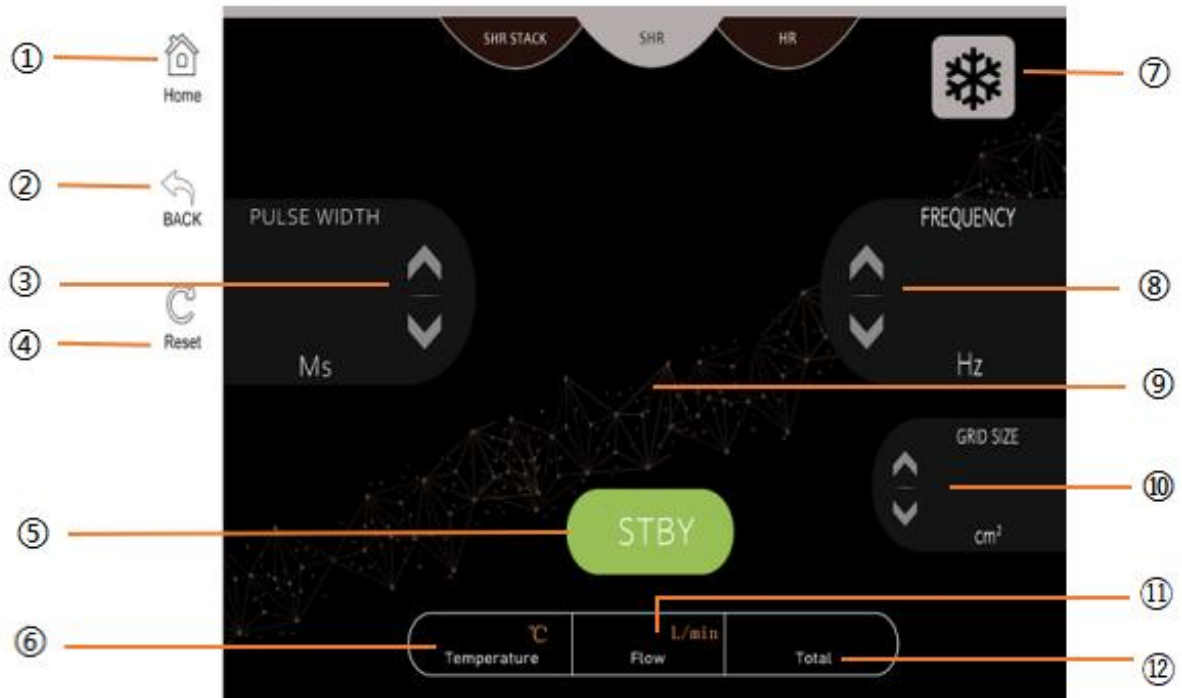 SHR STACK
SHR
HR
①
Home
⑦
②
BACK
PULSE WIDTH
FREQUENCY
③
⑧
④
Reset
Ms
Hz
⑨
GRID SIZE
⑩
⑤
STBY
cm²
⑪
⑥
℃
Temperature
L/min
Flow
Total
⑫